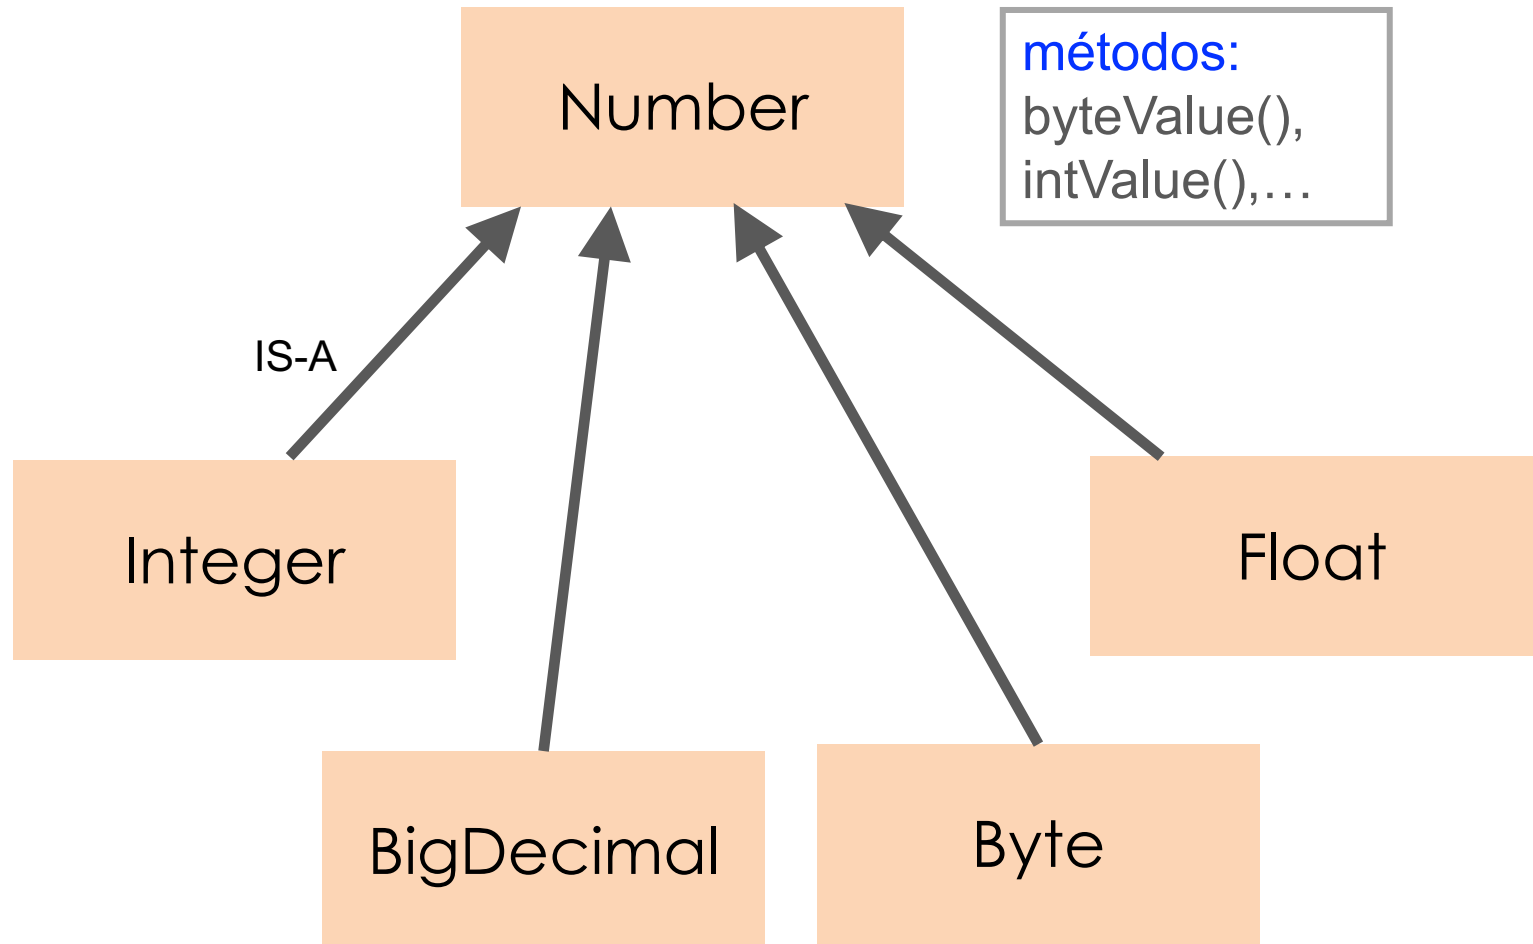 Number
métodos:
byteValue(),
intValue(),…
IS-A
Integer
Float
BigDecimal
Byte